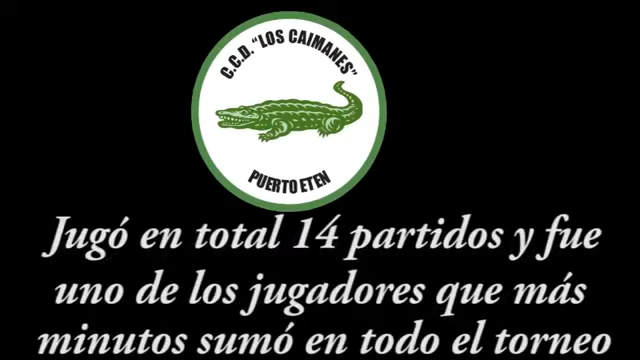 C.C.D. "LOS CAIMANES"
PUERTO ETEN
Jugó en total 14 partidos y fue
uno de los jugadores que más
minutos sumó en todo el torneo